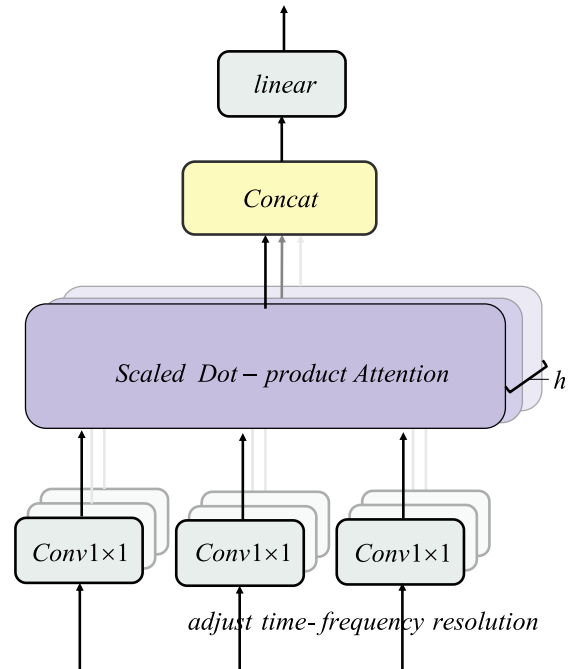 linear
Concat
Scaled Dot-product Attention
h
Conv1×1 Conv1×1 Conv1×1
adjust time-frequency resolution